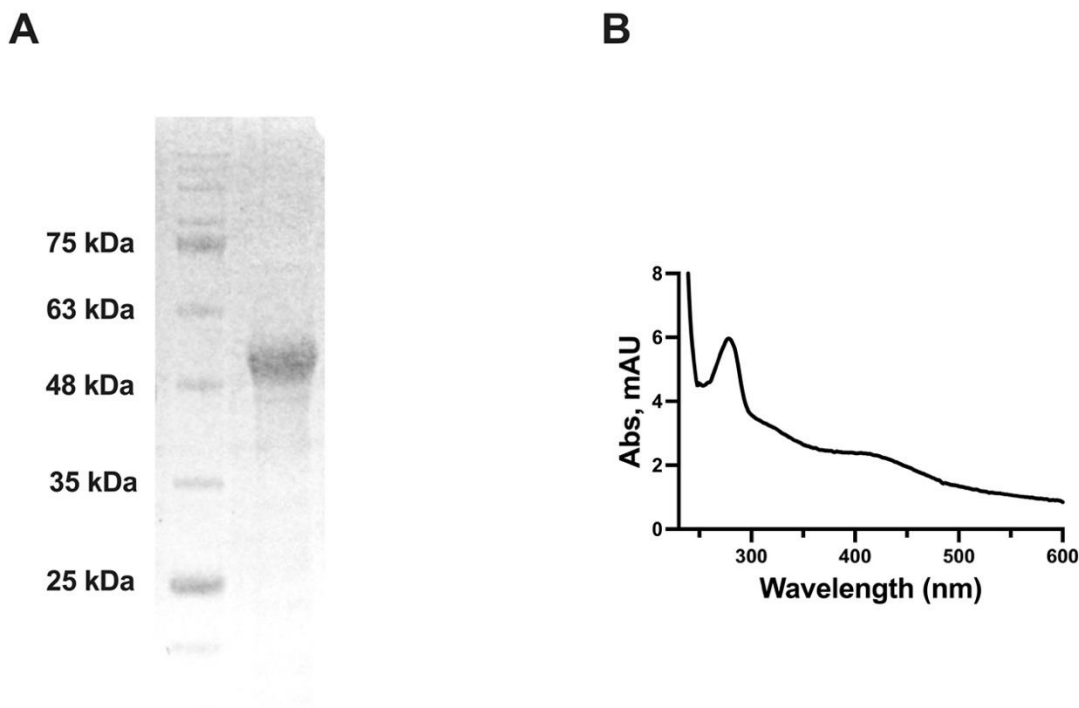 A
B
75 kDa
63 kDa
48 kDa
35 kDa
25 kDa
8
6
4
2
0
Abs, mAU
300
400
500
600
Wavelength (nm)